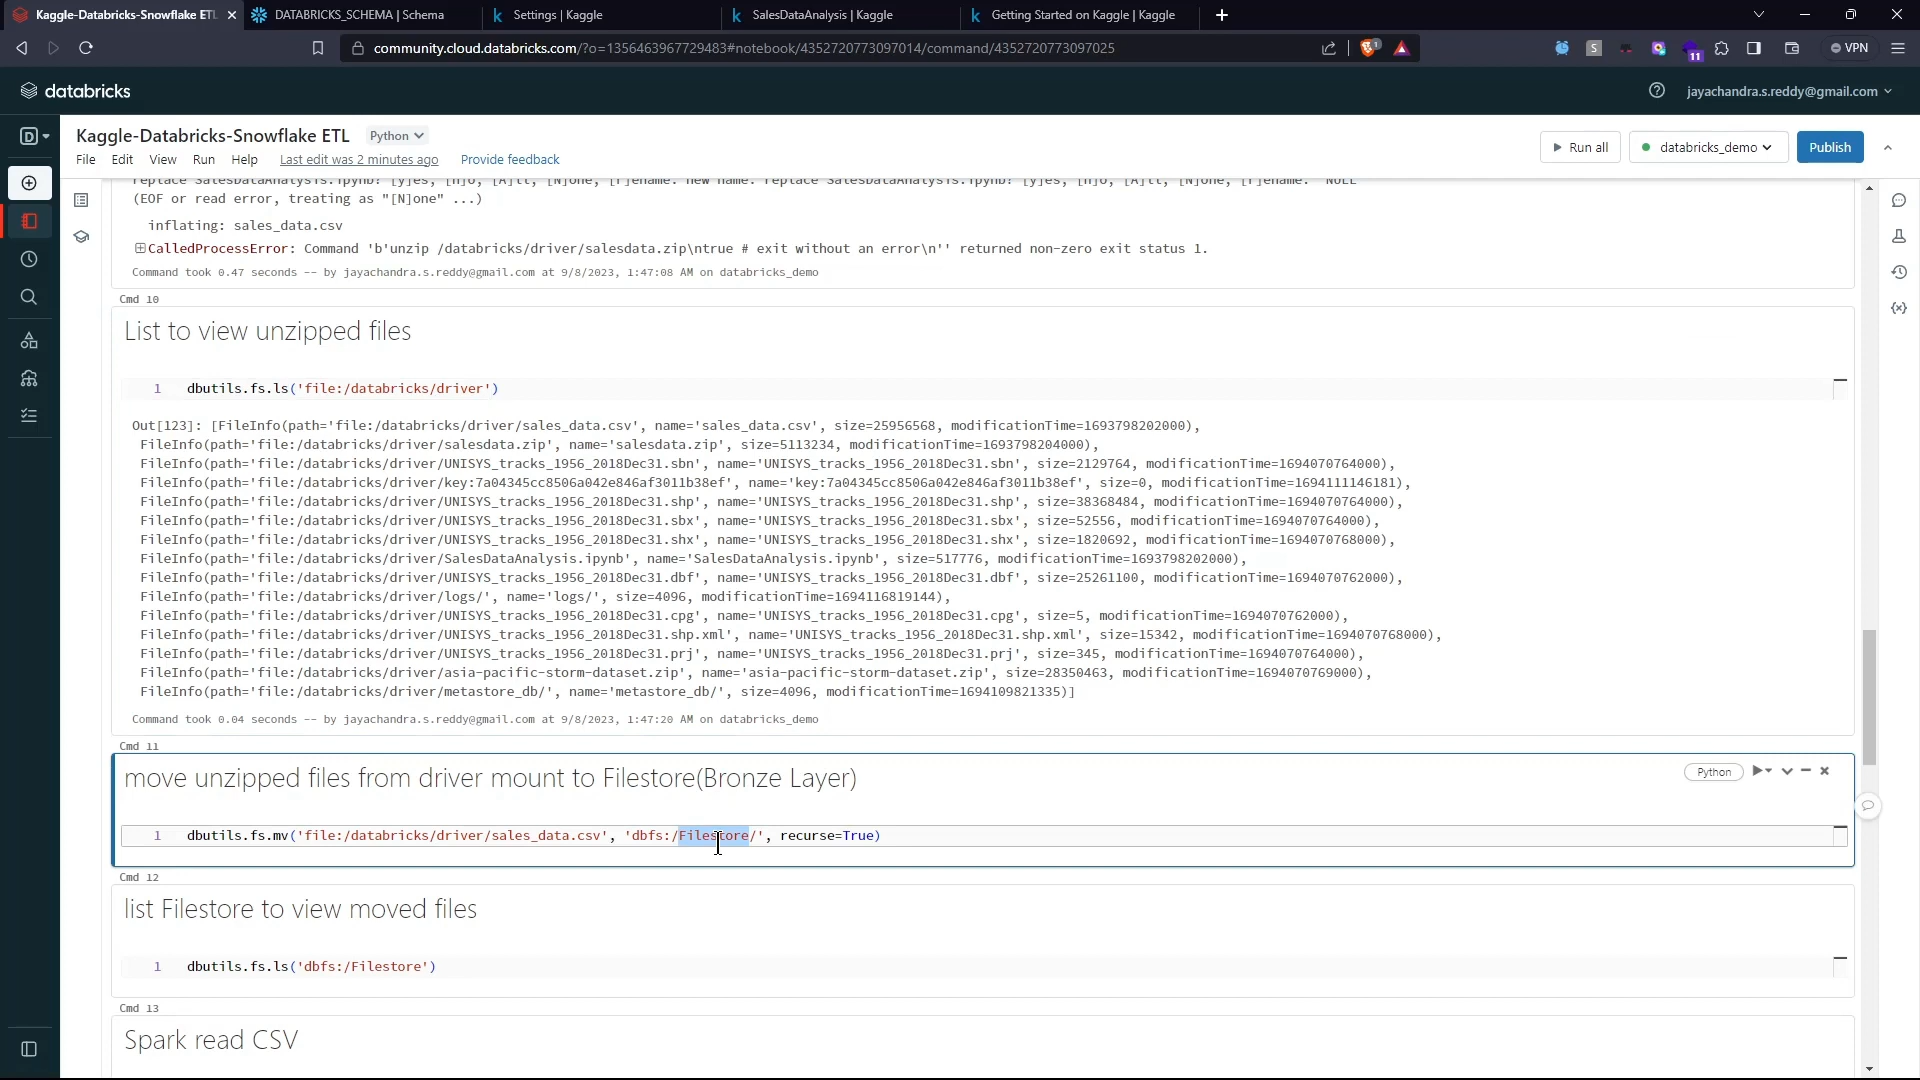 Kaggle-Databricks-Snowflake ETL
DATABRICKS_SCHEMA | Schema
Settings | Kaggle
SalesDataAnalysis | Kaggle
Getting Started on Kaggle | Kaggle
community.cloud.databricks.com/?o=1356463967729483#notebook/4352720773097014/command/4352720773097025
1
S
11
VPN
databricks
jayachandra.s.reddy@gmail.com
D
Kaggle-Databricks-Snowflake ETL
Python
Run all
databricks_demo
Publish
File Edit View Run Help Last edit was 2 minutes ago Provide feedback
replace SalesDataAnalysis.ipynb? [y]es, [n]o, [A]ll, [N]one, [r]ename: new name: replace SalesDataAnalysis.ipynb? [y]es, [n]o, [A]ll, [N]one, [r]ename: NULL
(EOF or read error, treating as "[N]one" ...)
inflating: sales_data.csv
CalledProcessError: Command 'b'unzip /databricks/driver/salesdata.zip\ntrue # exit without an error\n'' returned non-zero exit status 1.
Command took 0.47 seconds -- by jayachandra.s.reddy@gmail.com at 9/8/2023, 1:47:08 AM on databricks_demo
Cmd 10
List to view unzipped files
1 dbutils.fs.ls('file:/databricks/driver')
Out[123]: [FileInfo(path='file:/databricks/driver/sales_data.csv', name='sales_data.csv', size=25956568, modificationTime=1693798202000),
FileInfo(path='file:/databricks/driver/salesdata.zip', name='salesdata.zip', size=5113234, modificationTime=1693798204000),
FileInfo(path='file:/databricks/driver/UNISYS_tracks_1956_2018Dec31.sbn', name='UNISYS_tracks_1956_2018Dec31.sbn', size=2129764, modificationTime=1694070764000),
FileInfo(path='file:/databricks/driver/key:7a04345cc8506a042e846af3011b38ef', name='key:7a04345cc8506a042e846af3011b38ef', size=0, modificationTime=1694111146181),
FileInfo(path='file:/databricks/driver/UNISYS_tracks_1956_2018Dec31.shp', name='UNISYS_tracks_1956_2018Dec31.shp', size=38368484, modificationTime=1694070764000),
FileInfo(path='file:/databricks/driver/UNISYS_tracks_1956_2018Dec31.sbx', name='UNISYS_tracks_1956_2018Dec31.sbx', size=52556, modificationTime=1694070764000),
FileInfo(path='file:/databricks/driver/UNISYS_tracks_1956_2018Dec31.shx', name='UNISYS_tracks_1956_2018Dec31.shx', size=1820692, modificationTime=1694070768000),
FileInfo(path='file:/databricks/driver/SalesDataAnalysis.ipynb', name='SalesDataAnalysis.ipynb', size=517776, modificationTime=1693798202000),
FileInfo(path='file:/databricks/driver/UNISYS_tracks_1956_2018Dec31.dbf', name='UNISYS_tracks_1956_2018Dec31.dbf', size=25261100, modificationTime=1694070762000),
FileInfo(path='file:/databricks/driver/logs/', name='logs/', size=4096, modificationTime=1694116819144),
FileInfo(path='file:/databricks/driver/UNISYS_tracks_1956_2018Dec31.cpg', name='UNISYS_tracks_1956_2018Dec31.cpg', size=5, modificationTime=1694070762000),
FileInfo(path='file:/databricks/driver/UNISYS_tracks_1956_2018Dec31.shp.xml', name='UNISYS_tracks_1956_2018Dec31.shp.xml', size=15342, modificationTime=1694070768000),
FileInfo(path='file:/databricks/driver/UNISYS_tracks_1956_2018Dec31.prj', name='UNISYS_tracks_1956_2018Dec31.prj', size=345, modificationTime=1694070764000),
FileInfo(path='file:/databricks/driver/asia-pacific-storm-dataset.zip', name='asia-pacific-storm-dataset.zip', size=28350463, modificationTime=1694070769000),
FileInfo(path='file:/databricks/driver/metastore_db/', name='metastore_db/', size=4096, modificationTime=1694109821335)]
Command took 0.04 seconds -- by jayachandra.s.reddy@gmail.com at 9/8/2023, 1:47:20 AM on databricks_demo
Cmd 11
move unzipped files from driver mount to Filestore(Bronze Layer)
Python
1 dbutils.fs.mv('file:/databricks/driver/sales_data.csv', 'dbfs:/Filestore/', recurse=True)
Cmd 12
list Filestore to view moved files
1 dbutils.fs.ls('dbfs:/Filestore')
Cmd 13
Spark read CSV